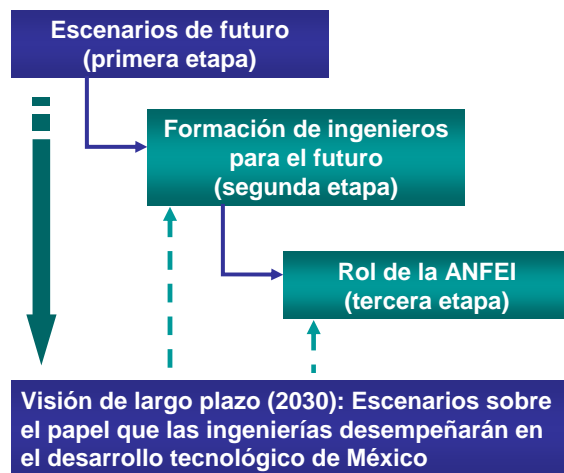 Escenarios de futuro
(primera etapa)
Formación de ingenieros
para el futuro
(segunda etapa)
Rol de la ANFEI
(tercera etapa)
Visión de largo plazo (2030): Escenarios sobre
el papel que las ingenierías desempeñarán en
el desarrollo tecnológico de México